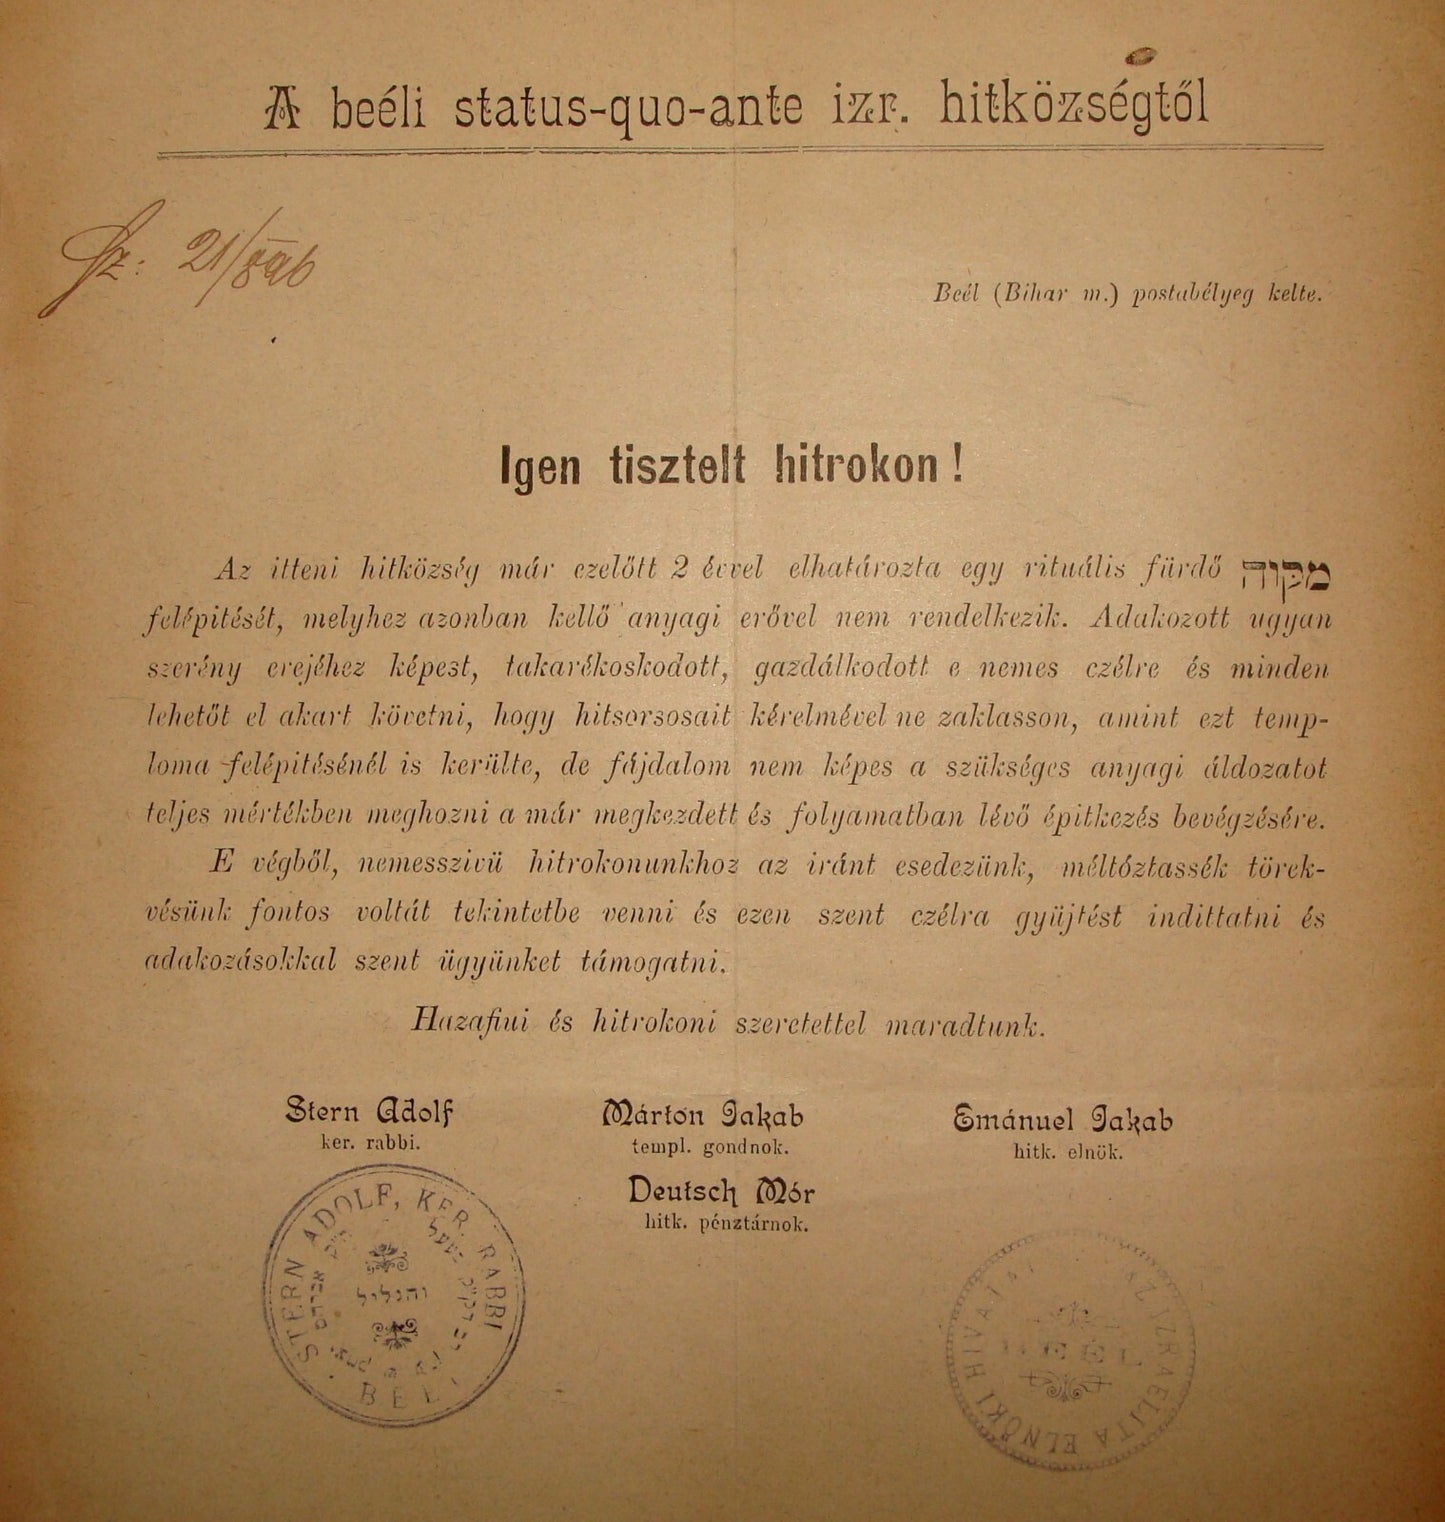 A beéli status-quo-ante izr. hitközségtől
Sz: 21/896
Beél (Bihar m.) postabélyeg kelte.
Igen tisztelt hitrokon!
Az itteni hitközség már ezelőtt 2 évvel elhatározta egy rituális fürdő מקוה
felépitését, melyhez azonban kellő anyagi erővel nem rendelkezik. Adakozott ugyan
szerény erejéhez képest, takarékoskodott, gazdálkodott e nemes czélre és minden
lehetőt el akart követni, hogy hitsorsosait kérelmével ne zaklasson, amint ezt temp-
loma felépitésénél is kerülte, de fájdalom nem képes a szükséges anyagi áldozatot
teljes mértékben meghozni a már megkezdett és folyamatban lévő épitkezés bevégzésére.
E végből, nemesszivü hitrokonunkhoz az iránt esedezünk, méltóztassék törek-
vésünk fontos voltát tekintetbe venni és ezen szent czélra gyüjtést indittatni és
adakozásokkal szent ügyünket támogatni.
Hazafiui és hitrokoni szeretettel maradtunk.
Stern Adolf
ker. rabbi.
Márton Jakab
templ. gondnok.
Emánuel Jakab
hitk. elnök.
Deutsch Mór
hitk. pénztárnok.
STERN ADOLF, KER. RABBI
והגליל
BÉL
IZRAELITA ELNÖKI HIVATAL